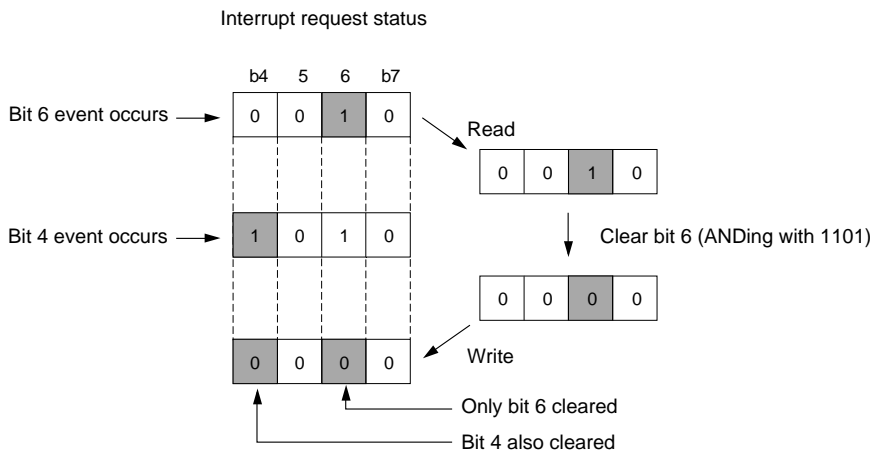 Interrupt request status
b4 5 6 b7
Bit 6 event occurs 0 0 1 0
Read
0 0 1 0
Bit 4 event occurs 1 0 1 0
Clear bit 6 (ANDing with 1101)
0 0 0 0
0 0 0 0
Write
Only bit 6 cleared
Bit 4 also cleared